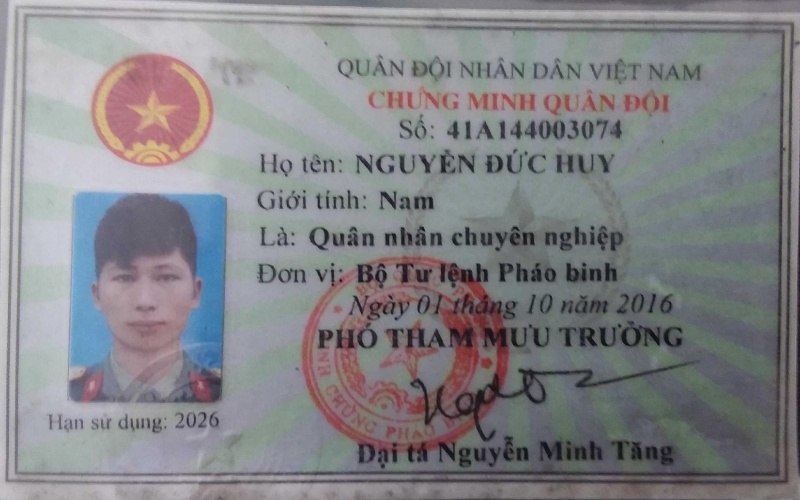 QUÂN ĐỘI NHÂN DÂN VIỆT NAM
CHỨNG MINH QUÂN ĐỘI
Số: 41A144003074
Họ tên: NGUYỄN ĐỨC HUY
Giới tính: Nam
Là: Quân nhân chuyên nghiệp
Đơn vị: Bộ Tư lệnh Pháo binh
Ngày 01 tháng 10 năm 2016
PHÓ THAM MƯU TRƯỞNG
Hạn sử dụng: 2026
Đại tá Nguyễn Minh Tăng